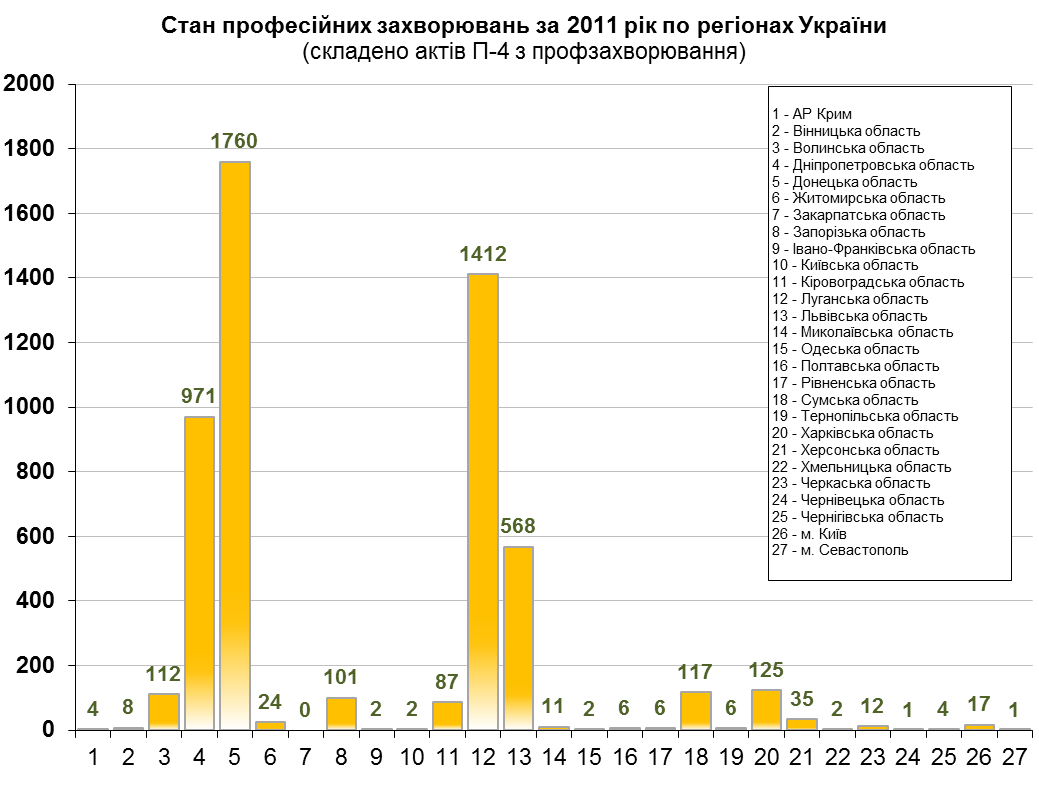 Стан професійних захворювань за 2011 рік по регіонах України
(складено актів П-4 з профзахворювання)
2000
1800
1600
1400
1200
1000
800
600
400
200
0
4
8
112
971
1760
24
0
101
2
2
87
1412
568
11
2
6
6
117
6
125
35
2
12
1
4
17
1
1 2 3 4 5 6 7 8 9 10 11 12 13 14 15 16 17 18 19 20 21 22 23 24 25 26 27
1 - АР Крим
2 - Вінницька область
3 - Волинська область
4 - Дніпропетровська область
5 - Донецька область
6 - Житомирська область
7 - Закарпатська область
8 - Запорізька область
9 - Івано-Франківська область
10 - Київська область
11 - Кіровоградська область
12 - Луганська область
13 - Львівська область
14 - Миколаївська область
15 - Одеська область
16 - Полтавська область
17 - Рівненська область
18 - Сумська область
19 - Тернопільська область
20 - Харківська область
21 - Херсонська область
22 - Хмельницька область
23 - Черкаська область
24 - Чернівецька область
25 - Чернігівська область
26 - м. Київ
27 - м. Севастополь